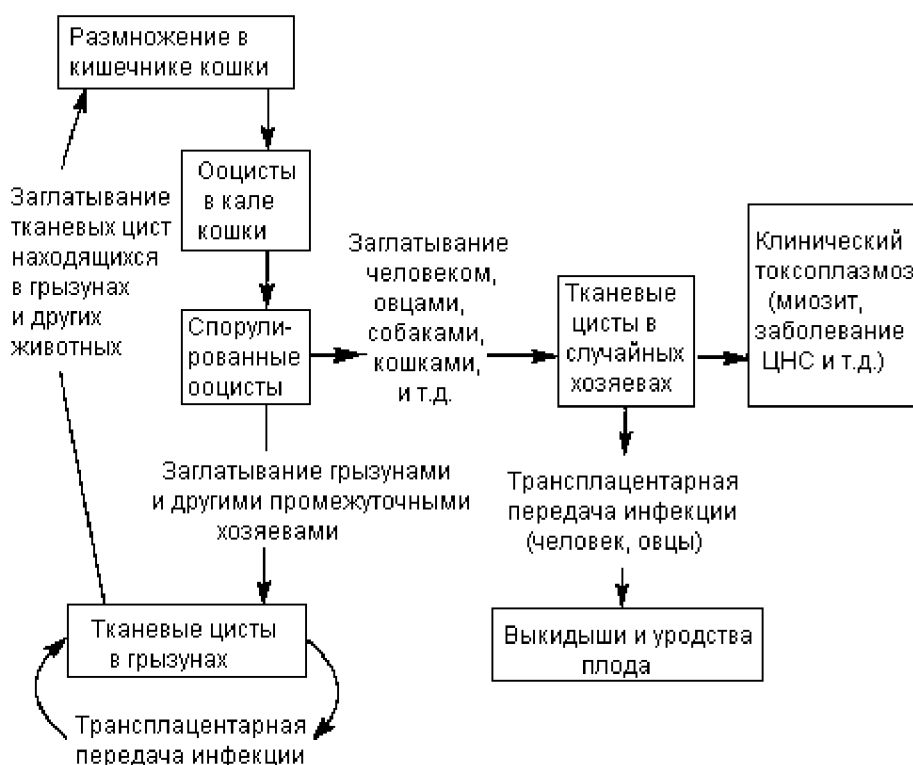 Размножение в
кишечнике кошки
Ооцисты
в кале
кошки
Заглатывание
тканевых цист
находящихся
в грызунах
и других
животных
Спорулированные
ооцисты
Заглатывание
человеком,
овцами,
собаками,
кошками,
и т.д.
Тканевые
цисты в
случайных
хозяевах
Клинический
токсоплазмоз
(миозит,
заболевание
ЦНС и т.д.)
Заглатывание грызунами
и другими промежуточными
хозяевами
Трансплацентарная
передача инфекции
(человек, овцы)
Тканевые цисты
в грызунах
Выкидыши и уродства
плода
Трансплацентарная
передача инфекции